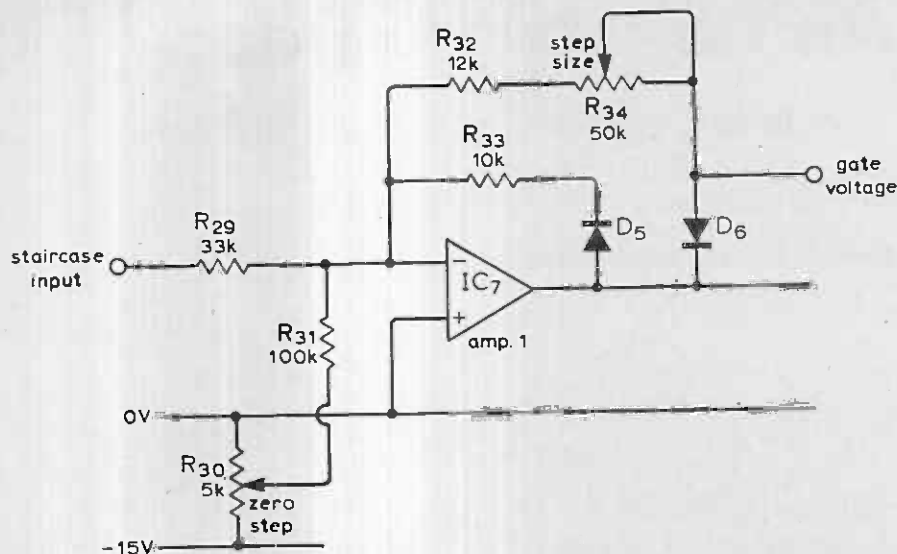 R32
12k
step
size
R34
50k
R33
10k
gate
voltage
D5
D6
R29
33k
staircase
input
IC7
amp. 1
R31
100k
0V
R30
5k
zero
step
-15V
−
+